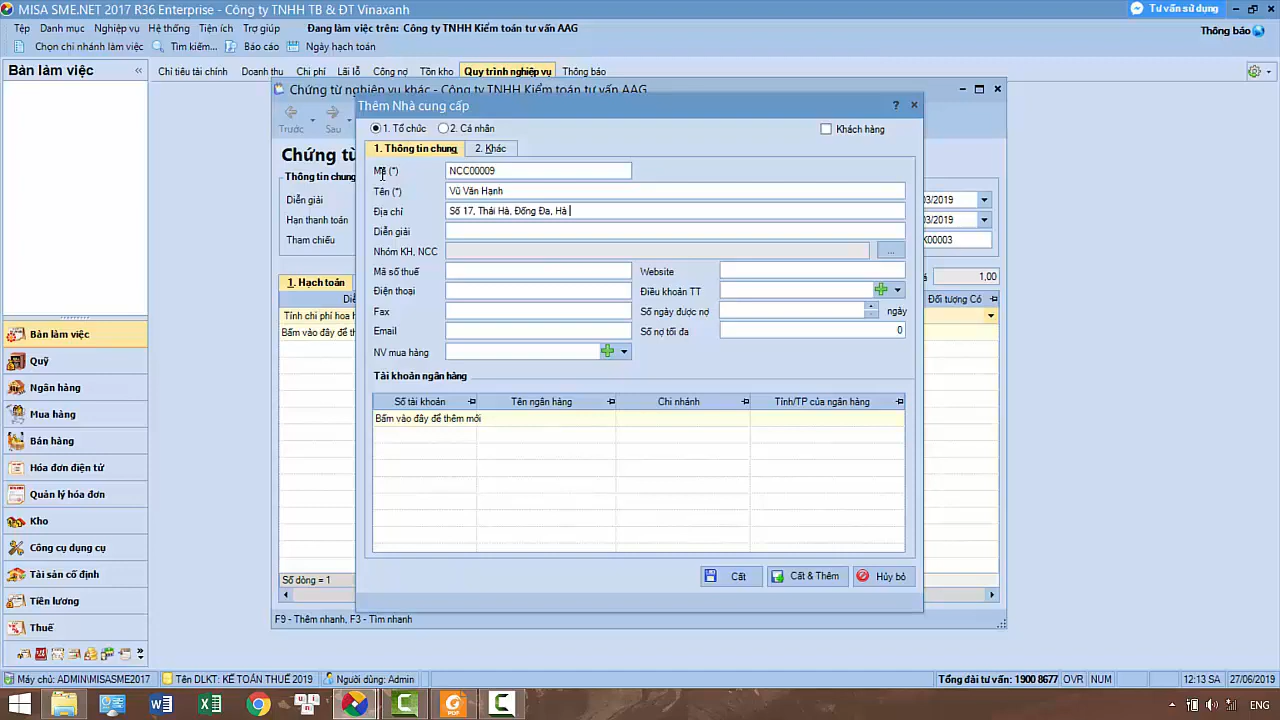 MISA SME.NET 2017 R36 Enterprise - Công ty TNHH TB & ĐT Vinaxanh
Tư vấn sử dụng
Tệp Danh mục Nghiệp vụ Hệ thống Tiện ích Trợ giúp Đang làm việc trên: Công ty TNHH Kiểm toán tư vấn AAG
Thông báo
Chọn chi nhánh làm việc Tìm kiếm... Báo cáo Ngày hạch toán
Bàn làm việc
Chỉ tiêu tài chính Doanh thu Chi phí Lãi lỗ Công nợ Tồn kho Quy trình nghiệp vụ Thông báo
Chứng từ nghiệp vụ khác - Công ty TNHH Kiểm toán tư vấn AAG
Thêm Nhà cung cấp
Trước Sau
1. Tổ chức 2. Cá nhân Khách hàng
Chứng từ
1. Thông tin chung 2. Khác
Thông tin chung
Mã (*) NCC00009
Tên (*) Vũ Văn Hạnh
Diễn giải 03/2019
Địa chỉ Số 17, Thái Hà, Đống Đa, Hà
Hạn thanh toán 03/2019
Diễn giải
Tham chiếu K00003
Nhóm KH, NCC ...
Mã số thuế Website
1. Hạch toán 1,00
Điện thoại Điều khoản TT
Diễ Đối tượng Có
Fax Số ngày được nợ ngày
Tính chi phí hoa h
Email Số nợ tối đa 0
Bấm vào đây để th
NV mua hàng
Tài khoản ngân hàng
Số tài khoản Tên ngân hàng Chi nhánh Tỉnh/TP của ngân hàng
Bấm vào đây để thêm mới
Bàn làm việc
Quỹ
Ngân hàng
Mua hàng
Bán hàng
Hóa đơn điện tử
Quản lý hóa đơn
Kho
Công cụ dụng cụ
Tài sản cố định
Tiền lương
Thuế
Cất Cất & Thêm Hủy bỏ
Số dòng = 1
F9 - Thêm nhanh, F3 - Tìm nhanh
Máy chủ: ADMIN\MISASME2017 Tên DLKT: KẾ TOÁN THUẾ 2019 Người dùng: Admin Tổng đài tư vấn: 1900 8677 OVR NUM 12:13 SA 27/06/2019
ENG